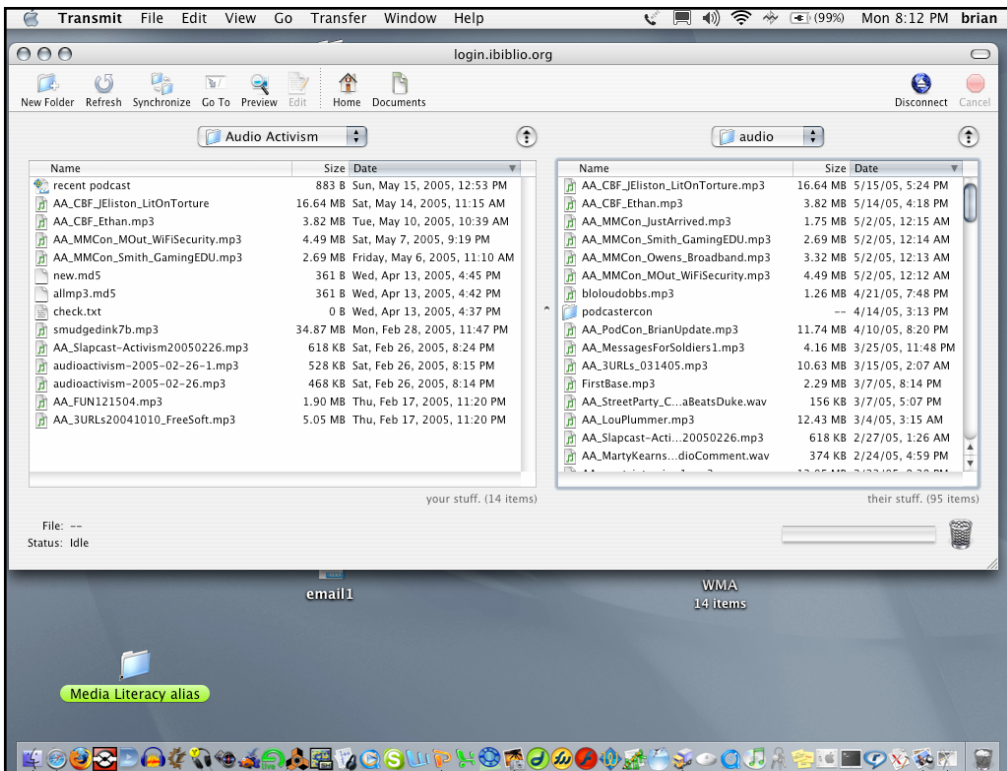 Transmit File Edit View Go Transfer Window Help (99%) Mon 8:12 PM brian
login.ibiblio.org
New Folder Refresh Synchronize Go To Preview Edit Home Documents Disconnect Cancel
Audio Activism
Name Size Date
recent podcast 883 B Sun, May 15, 2005, 12:53 PM
AA_CBF_JEliston_LitOnTorture 16.64 MB Sat, May 14, 2005, 11:15 AM
AA_CBF_Ethan.mp3 3.82 MB Tue, May 10, 2005, 10:39 AM
AA_MMCon_MOut_WiFiSecurity.mp3 4.49 MB Sat, May 7, 2005, 9:19 PM
AA_MMCon_Smith_GamingEDU.mp3 2.69 MB Friday, May 6, 2005, 11:10 AM
new.md5 361 B Wed, Apr 13, 2005, 4:45 PM
allmp3.md5 361 B Wed, Apr 13, 2005, 4:42 PM
check.txt 0 B Wed, Apr 13, 2005, 4:37 PM
smudgedink7b.mp3 34.87 MB Mon, Feb 28, 2005, 11:47 PM
AA_Slapcast-Activism20050226.mp3 618 KB Sat, Feb 26, 2005, 8:24 PM
audioactivism-2005-02-26-1.mp3 528 KB Sat, Feb 26, 2005, 8:15 PM
audioactivism-2005-02-26.mp3 468 KB Sat, Feb 26, 2005, 8:14 PM
AA_FUN121504.mp3 1.90 MB Thu, Feb 17, 2005, 11:20 PM
AA_3URLs20041010_FreeSoft.mp3 5.05 MB Thu, Feb 17, 2005, 11:20 PM
your stuff. (14 items)
audio
Name Size Date
AA_CBF_JEliston_LitOnTorture.mp3 16.64 MB 5/15/05, 5:24 PM
AA_CBF_Ethan.mp3 3.82 MB 5/14/05, 4:18 PM
AA_MMCon_JustArrived.mp3 1.75 MB 5/2/05, 12:15 AM
AA_MMCon_Smith_GamingEDU.mp3 2.69 MB 5/2/05, 12:14 AM
AA_MMCon_Owens_Broadband.mp3 3.32 MB 5/2/05, 12:13 AM
AA_MMCon_MOut_WiFiSecurity.mp3 4.49 MB 5/2/05, 12:12 AM
bloloudobbs.mp3 1.26 MB 4/21/05, 7:48 PM
podcastercon -- 4/14/05, 3:13 PM
AA_PodCon_BrianUpdate.mp3 11.74 MB 4/10/05, 8:20 PM
AA_MessagesForSoldiers1.mp3 4.16 MB 3/25/05, 11:48 PM
AA_3URLs_031405.mp3 10.63 MB 3/15/05, 2:07 AM
FirstBase.mp3 2.29 MB 3/7/05, 8:14 PM
AA_StreetParty_C...aBeatsDuke.wav 156 KB 3/7/05, 5:07 PM
AA_LouPlummer.mp3 12.43 MB 3/4/05, 3:15 AM
AA_Slapcast-Acti...20050226.mp3 618 KB 2/27/05, 1:26 AM
AA_MartyKearns...dioComment.wav 374 KB 2/24/05, 4:59 PM
their stuff. (95 items)
File: --
Status: Idle
email1
WMA
14 items
Media Literacy alias